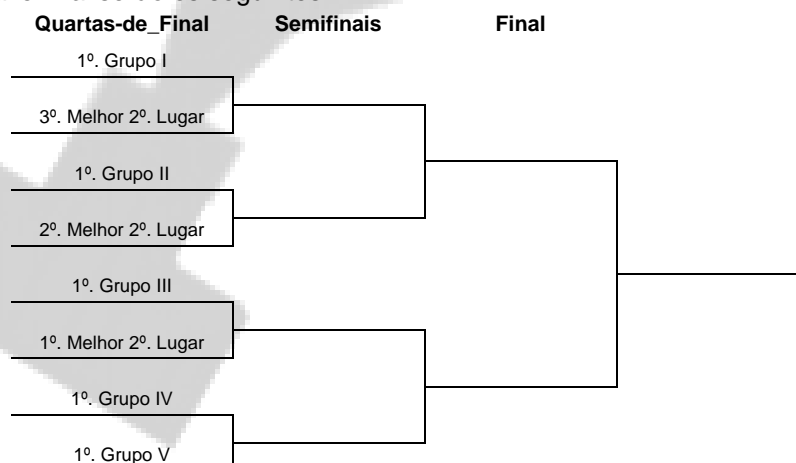 Quartas-de_Final Semifinais Final
1º. Grupo I
3º. Melhor 2º. Lugar
1º. Grupo II
2º. Melhor 2º. Lugar
1º. Grupo III
1º. Melhor 2º. Lugar
1º. Grupo IV
1º. Grupo V